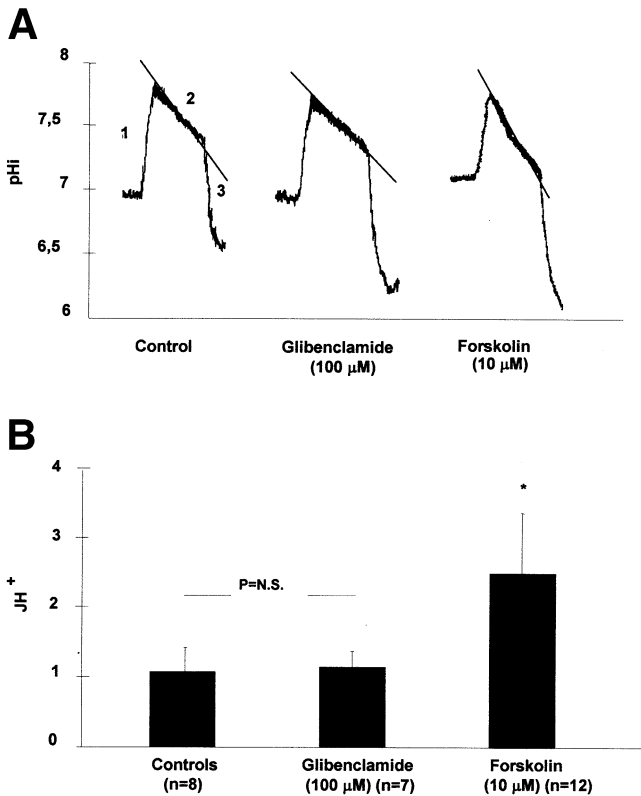 A
8
7,5
7
6,5
6
pHi
1
2
3
Control
Glibenclamide
(100 µM)
Forskolin
(10 µM)
B
4
3
2
1
0
JH+
P=N.S.
*
Controls
(n=8)
Glibenclamide
(100 µM) (n=7)
Forskolin
(10 µM) (n=12)